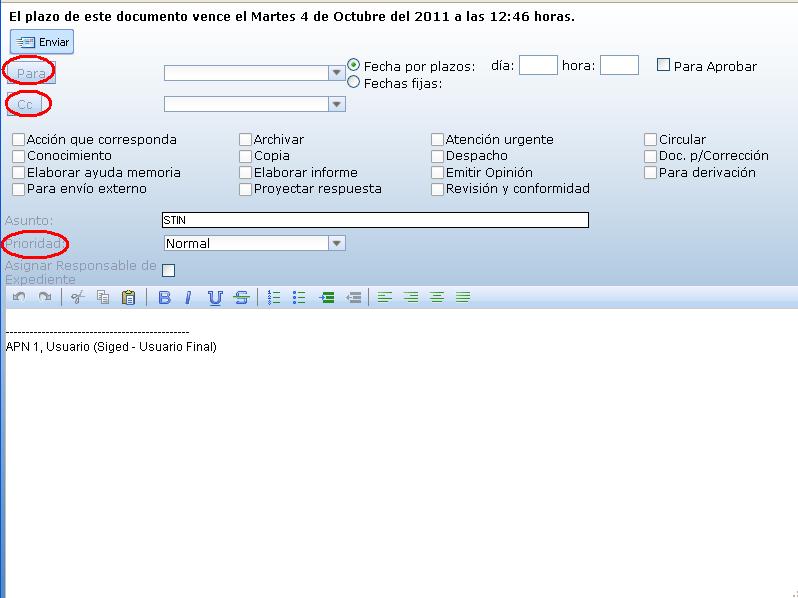 El plazo de este documento vence el Martes 4 de Octubre del 2011 a las 12:46 horas.
Enviar
Para Fecha por plazos: día: hora: Para Aprobar
Fechas fijas:
Cc
Acción que corresponda Archivar Atención urgente Circular
Conocimiento Copia Despacho Doc. p/Corrección
Elaborar ayuda memoria Elaborar informe Emitir Opinión Para derivación
Para envío externo Proyectar respuesta Revisión y conformidad
Asunto: STIN
Prioridad: Normal
Asignar Responsable de
Expediente
B I U S
----------------------------------------------
APN 1, Usuario (Siged - Usuario Final)